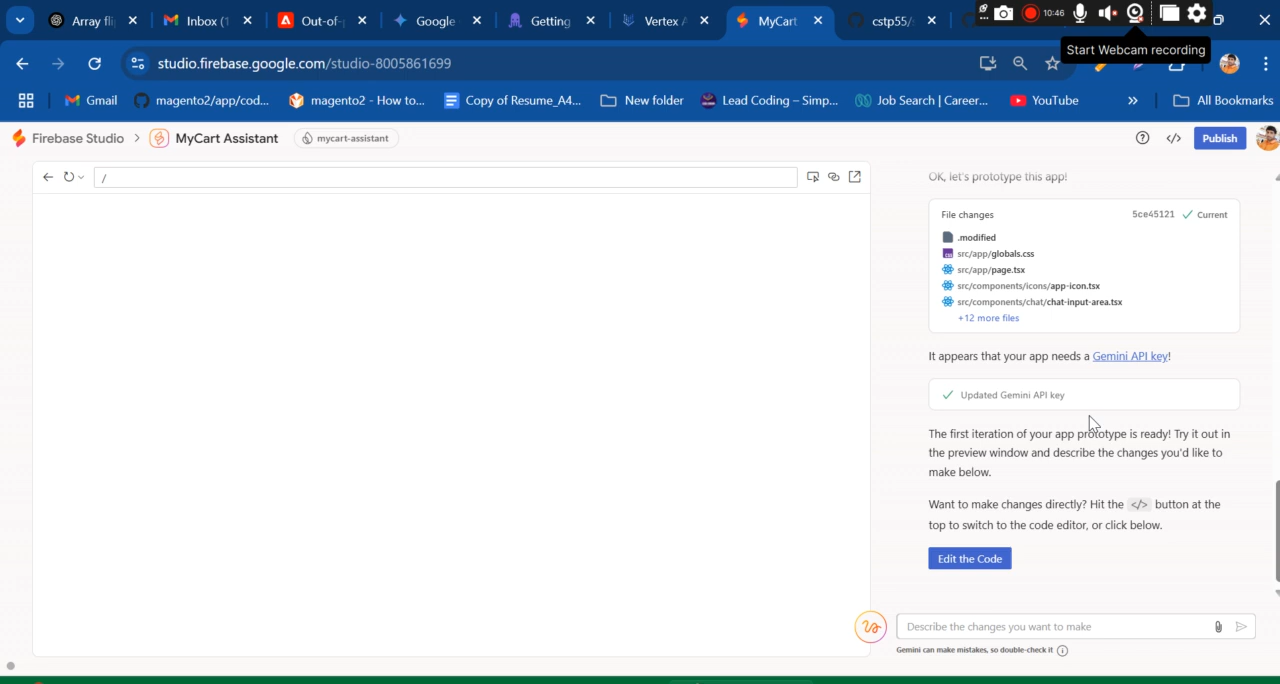 Array fli
Inbox (1
Out-of-
Google
Getting
Vertex A
MyCart
cstp55/
10:46
Start Webcam recording
studio.firebase.google.com/studio-8005861699
Gmail
magento2/app/cod...
magento2 - How to...
Copy of Resume_A4...
New folder
Lead Coding – Simp...
Job Search | Career...
YouTube
»
All Bookmarks
Firebase Studio > MyCart Assistant
mycart-assistant
Publish
/
OK, let's prototype this app!
File changes
5ce45121
Current
.modified
src/app/globals.css
src/app/page.tsx
src/components/icons/app-icon.tsx
src/components/chat/chat-input-area.tsx
+12 more files
It appears that your app needs a Gemini API key!
Updated Gemini API key
The first iteration of your app prototype is ready! Try it out in
the preview window and describe the changes you'd like to
make below.
Want to make changes directly? Hit the </> button at the
top to switch to the code editor, or click below.
Edit the Code
Describe the changes you want to make
Gemini can make mistakes, so double-check it